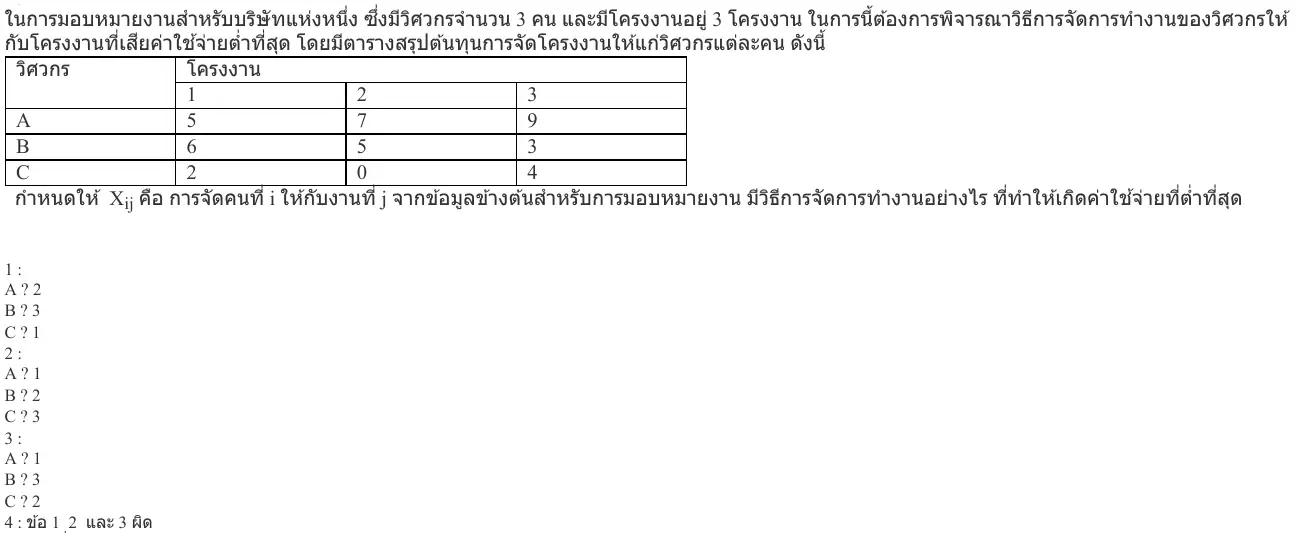 ในการมอบหมายงานสำหรับบริษัทแห่งหนึ่ง ซึ่งมีวิศวกรจำนวน 3 คน และมีโครงงานอยู่ 3 โครงงาน ในการนี้ต้องการพิจารณาวิธีการจัดการทำงานของวิศวกรให้
กับโครงงานที่เสียค่าใช้จ่ายต่ำที่สุด โดยมีตารางสรุปต้นทุนการจัดโครงงานให้แก่วิศวกรแต่ละคน ดังนี้
วิศวกร โครงงาน
1 2 3
A 5 7 9
B 6 5 3
C 2 0 4
กำหนดให้ Xij คือ การจัดคนที่ i ให้กับงานที่ j จากข้อมูลข้างต้นสำหรับการมอบหมายงาน มีวิธีการจัดการทำงานอย่างไร ที่ทำให้เกิดค่าใช้จ่ายที่ต่ำที่สุด
1 :
A ? 2
B ? 3
C ? 1
2 :
A ? 1
B ? 2
C ? 3
3 :
A ? 1
B ? 3
C ? 2
4 : ข้อ 1 ,2 และ 3 ผิด